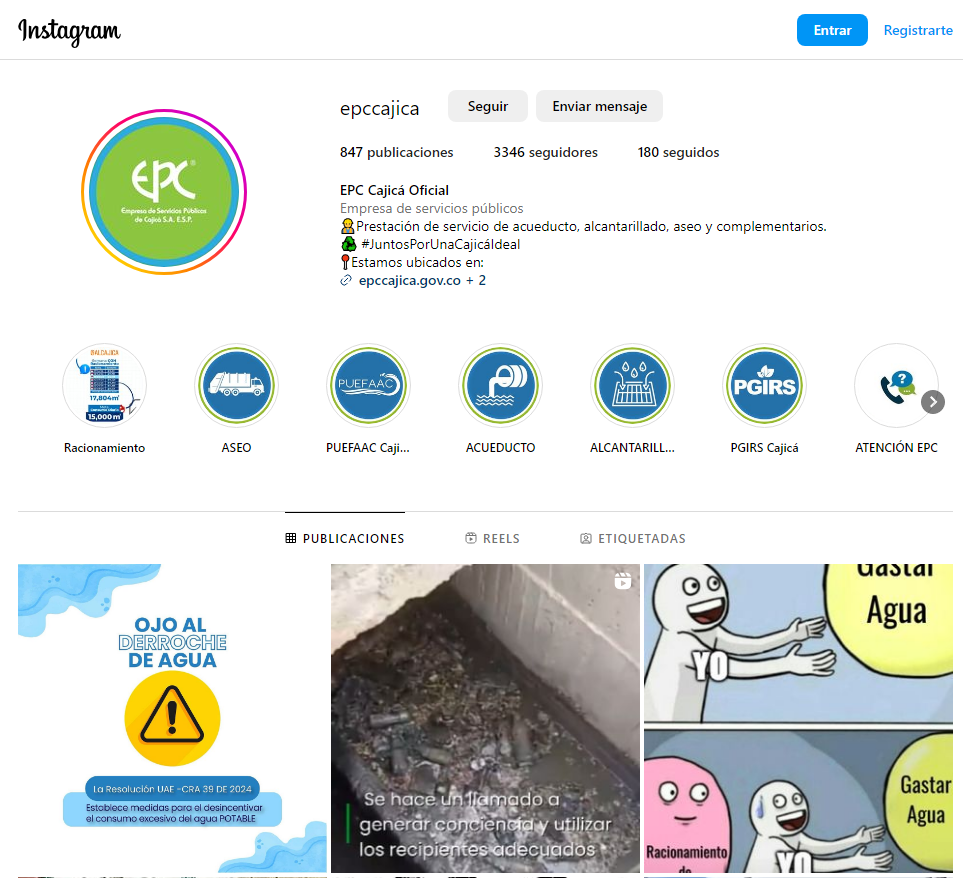 Instagram
Entrar
Registrarte
epccajica
Seguir
Enviar mensaje
847 publicaciones
3346 seguidores
180 seguidos
EPC Cajicá Oficial
Empresa de servicios públicos
Prestación de servicio de acueducto, alcantarillado, aseo y complementarios.
#JuntosPorUnaCajicáIdeal
Estamos ubicados en:
epccajica.gov.co + 2
EPC®
Empresa de Servicios Públicos
de Cajicá S.A. E.S.P.
17,804m³
15,000 m³
PUEFAAC
PGIRS
?
Racionamiento
ASEO
PUEFAAC Caji...
ACUEDUCTO
ALCANTARILL...
PGIRS Cajicá
ATENCIÓN EPC
PUBLICACIONES
REELS
ETIQUETADAS
OJO AL
DERROCHE
DE AGUA
La Resolución UAE -CRA 39 DE 2024
Establece medidas para el desincentivar
el consumo excesivo del agua POTABLE
Se hace un llamado a
generar conciencia y utilizar
los recipientes adecuados
Gastar
Agua
YO
Gastar
Agua
Racionamiento
de
YO